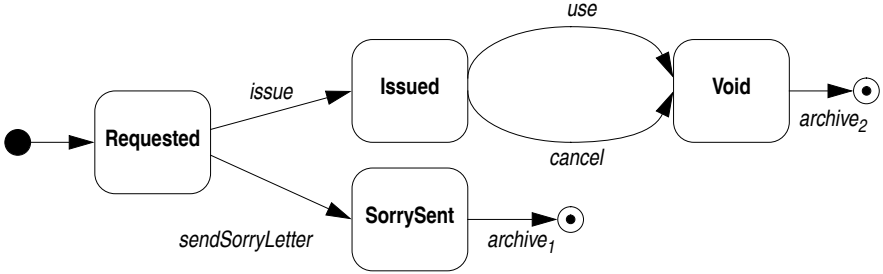 use
issue
Issued
Void
Requested
archive2
cancel
SorrySent
sendSorryLetter
archive1